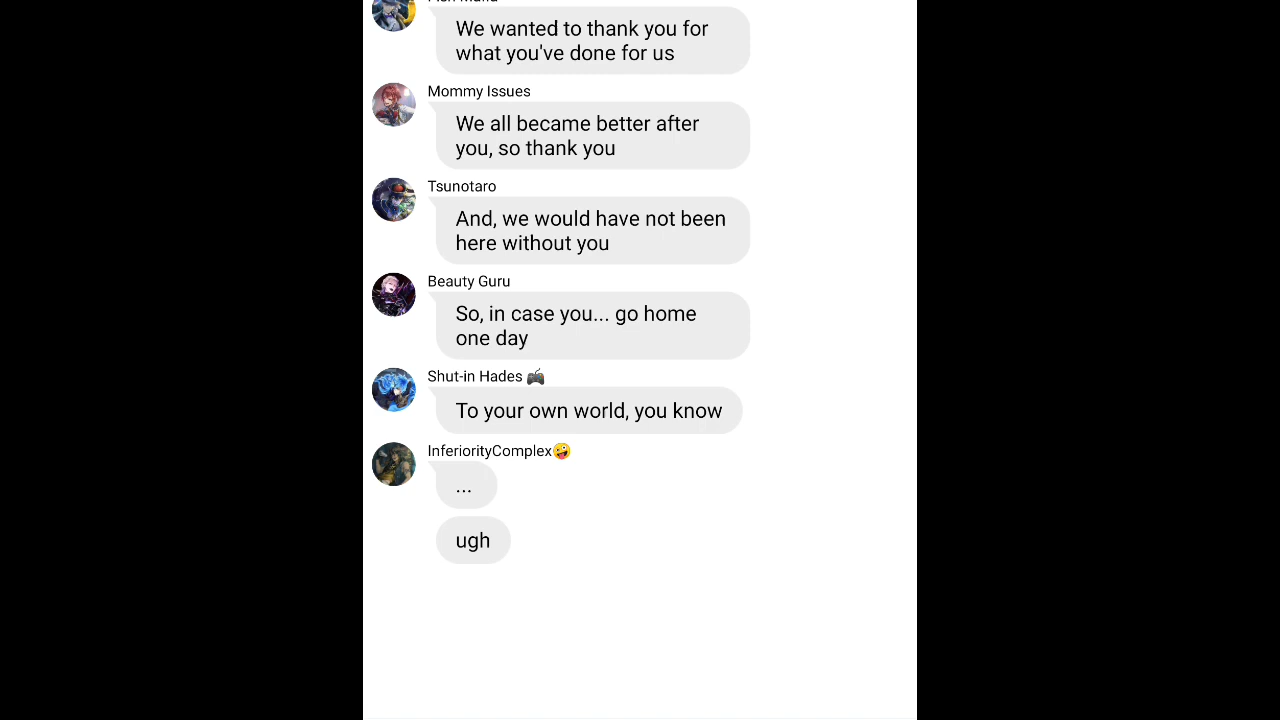 We wanted to thank you for
what you've done for us
Mommy Issues
We all became better after
you, so thank you
Tsunotaro
And, we would have not been
here without you
Beauty Guru
So, in case you... go home
one day
Shut-in Hades 🎮
To your own world, you know
InferiorityComplex🤪
...
ugh